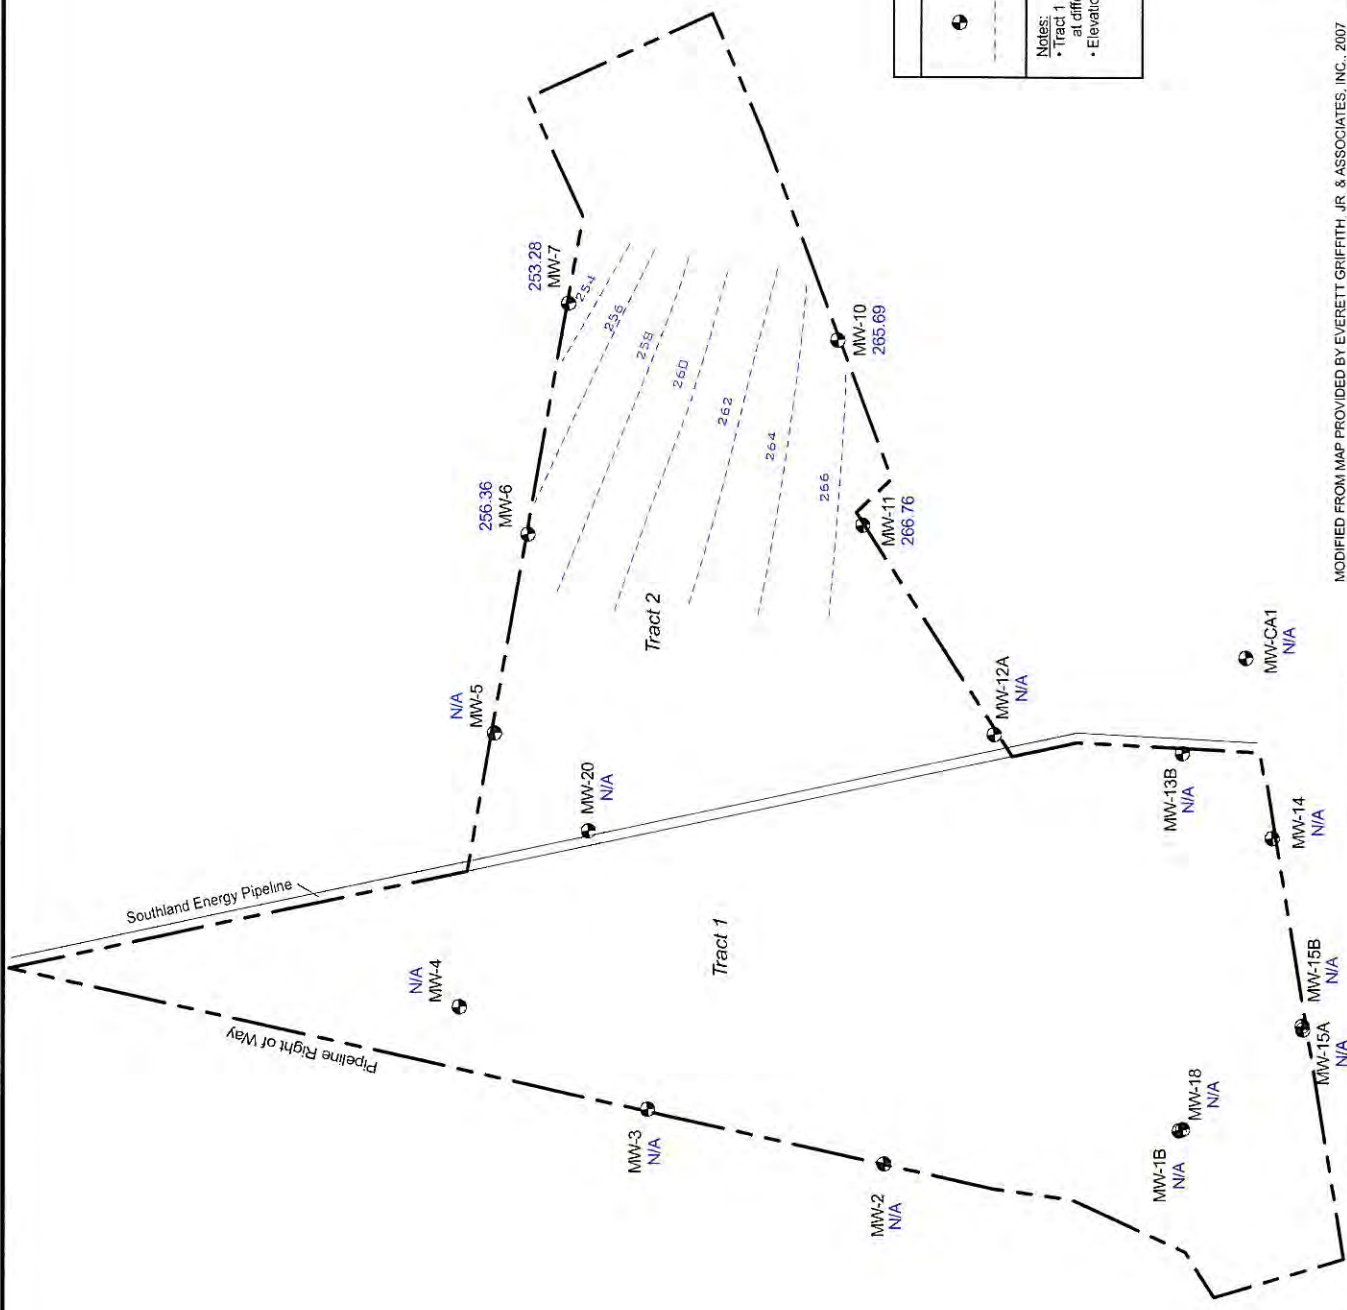 Southland Energy Pipeline
Pipeline Right of Way
N/A
MW-4
MW-3
N/A
MW-2
N/A
MW-1B
N/A
MW-18
N/A
Tract 1
MW-15A
N/A
MW-15B
N/A
MW-14
N/A
MW-13B
N/A
MW-CA1
N/A
MW-12A
N/A
MW-20
N/A
N/A
MW-5
Tract 2
256.36
MW-6
253.28
MW-7
254
256
258
260
262
264
266
MW-11
266.76
MW-10
265.69
Notes:
• Tract 1
at
• 
MODIFIED FROM MAP PROVIDED BY EVERETT GRIFFITH, JR & ASSOCIATES, INC., 2007